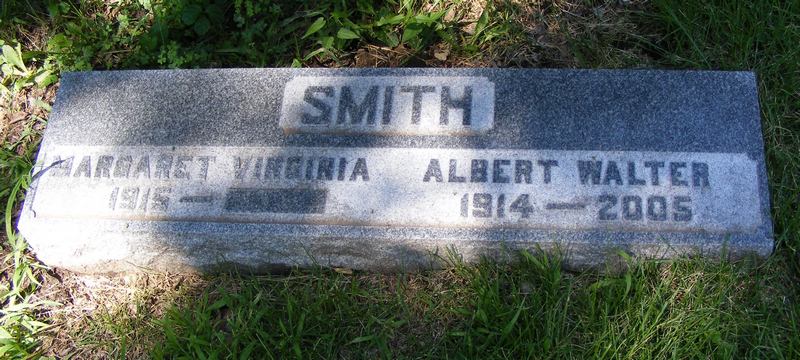 SMITH
MARGARET VIRGINIA ALBERT WALTER
1915 — 1914 — 2005